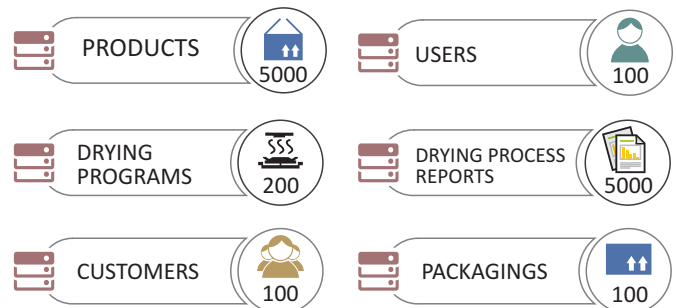 PRODUCTS
5000
USERS
100
DRYING
PROGRAMS
200
DRYING PROCESS
REPORTS
5000
CUSTOMERS
100
PACKAGINGS
100